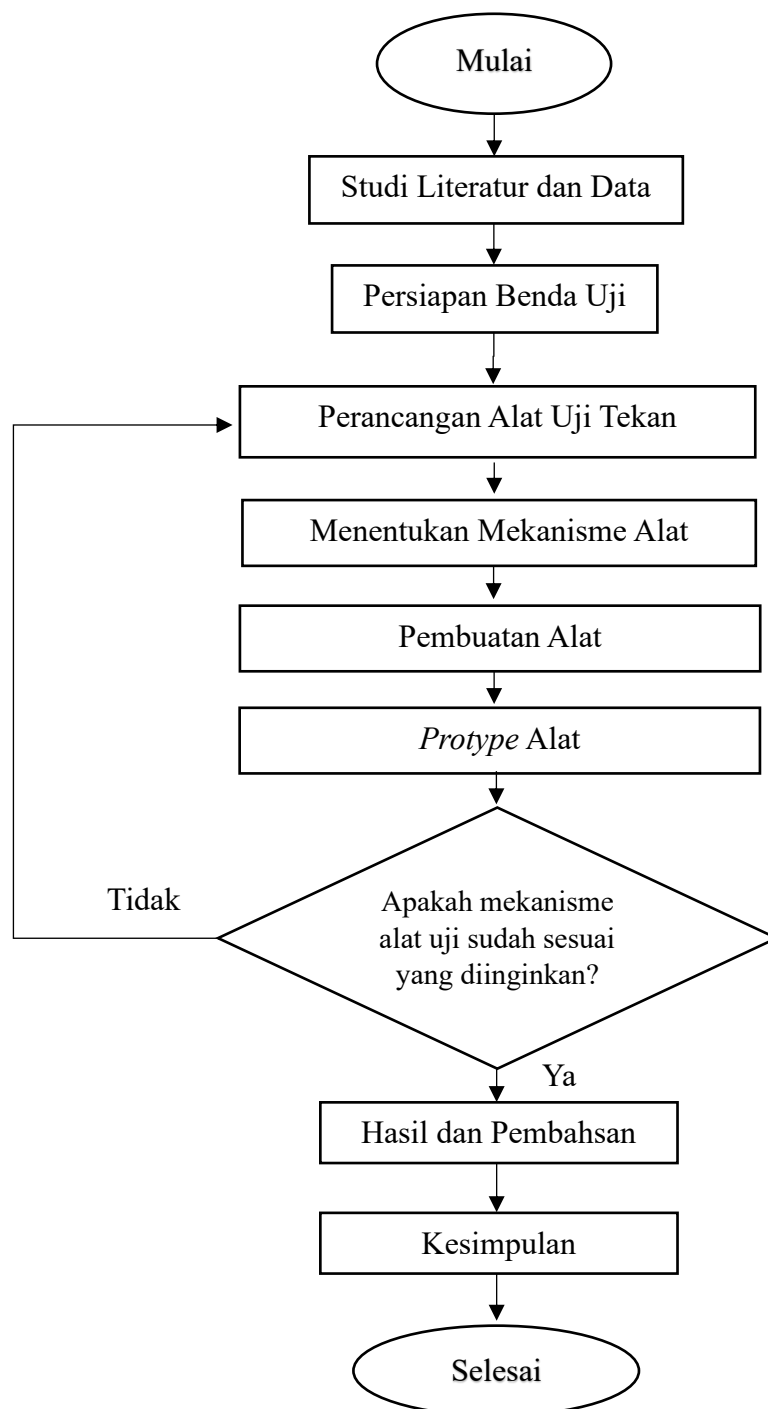 Mulai
Studi Literatur dan Data
Persiapan Benda Uji
Perancangan Alat Uji Tekan
Menentukan Mekanisme Alat
Pembuatan Alat
Protype Alat
Tidak
Apakah mekanisme
alat uji sudah sesuai
yang diinginkan?
Ya
Hasil dan Pembahsan
Kesimpulan
Selesai